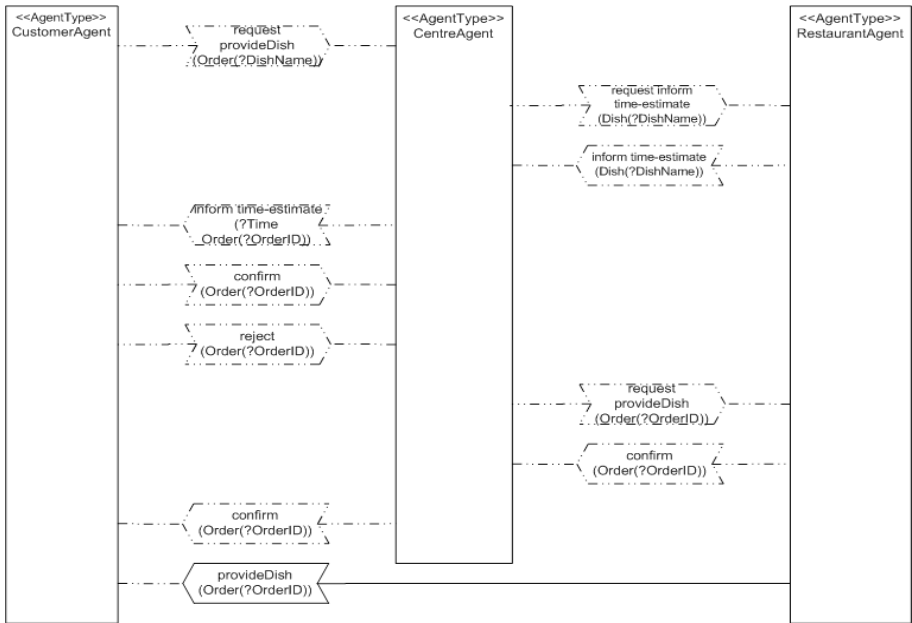 <<AgentType>>
CustomerAgent
<<AgentType>>
CentreAgent
<<AgentType>>
RestaurantAgent
request
provideDish
(Order(?DishName))
request inform
time-estimate
(Dish(?DishName))
inform time-estimate
(Dish(?DishName))
inform time-estimate
(?Time
Order(?OrderID))
confirm
(Order(?OrderID))
reject
(Order(?OrderID))
request
provideDish
(Order(?OrderID))
confirm
(Order(?OrderID))
confirm
(Order(?OrderID))
provideDish
(Order(?OrderID))